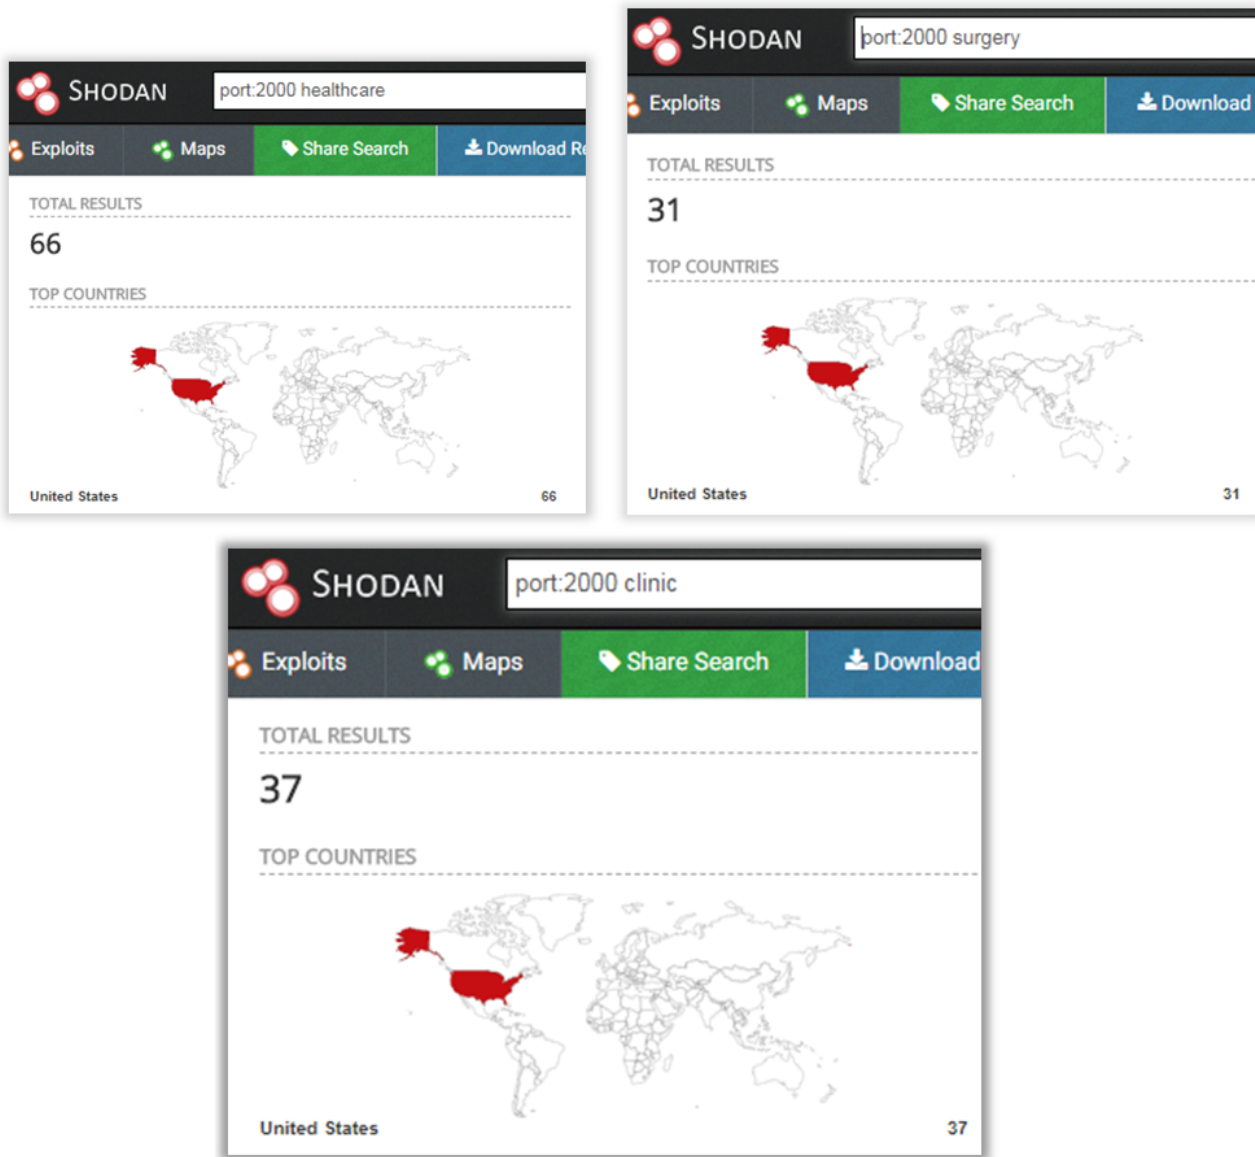 SHODAN port:2000 healthcare
Exploits Maps Share Search Download Re
TOTAL RESULTS
66
TOP COUNTRIES
United States 66
SHODAN port:2000 surgery
Exploits Maps Share Search Download
TOTAL RESULTS
31
TOP COUNTRIES
United States 31
SHODAN port:2000 clinic
Exploits Maps Share Search Download
TOTAL RESULTS
37
TOP COUNTRIES
United States 37